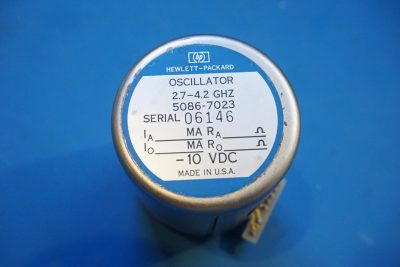 hp
HEWLETT-PACKARD
OSCILLATOR
2.7-4.2 GHZ
5086-7023
SERIAL 06146
IA MA RA Ω
IO MA RO Ω
-10 VDC
MADE IN U.S.A.